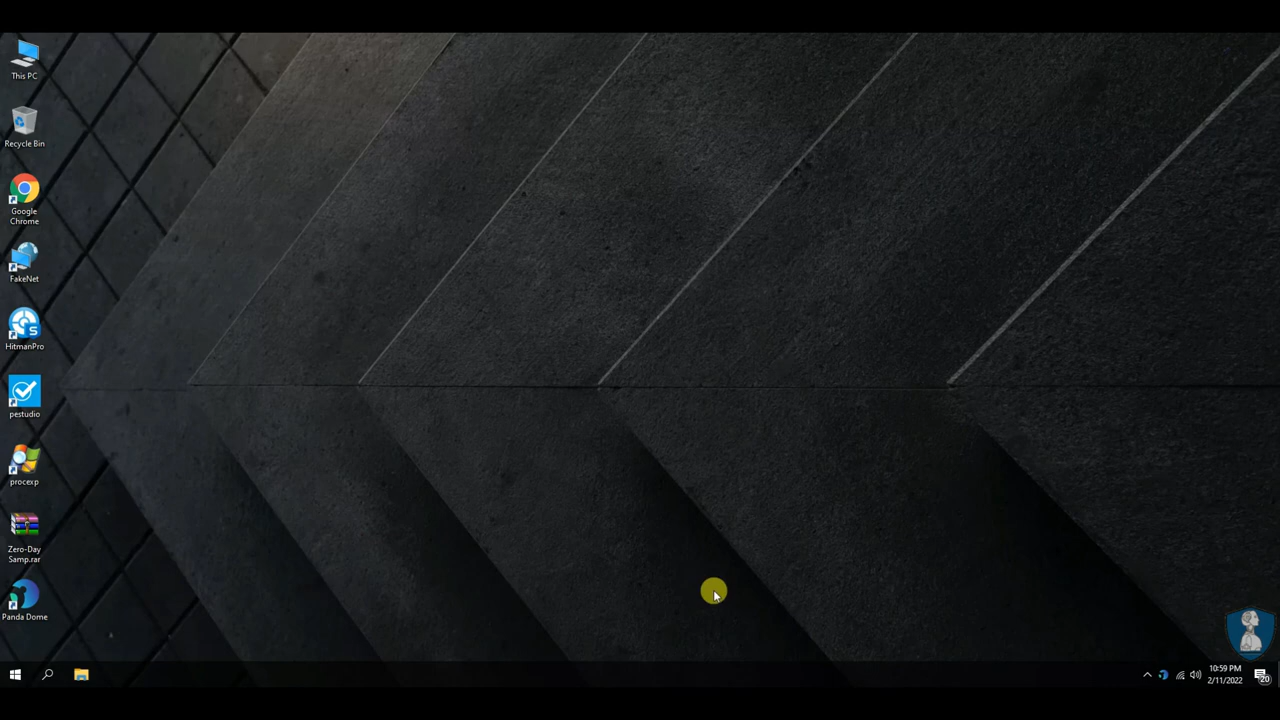 This PC
Recycle Bin
Google
Chrome
FakeNet
HitmanPro
pestudio
procexp
Zero-Day
Samp.rar
Panda Dome
10:59 PM
2/11/2022
20